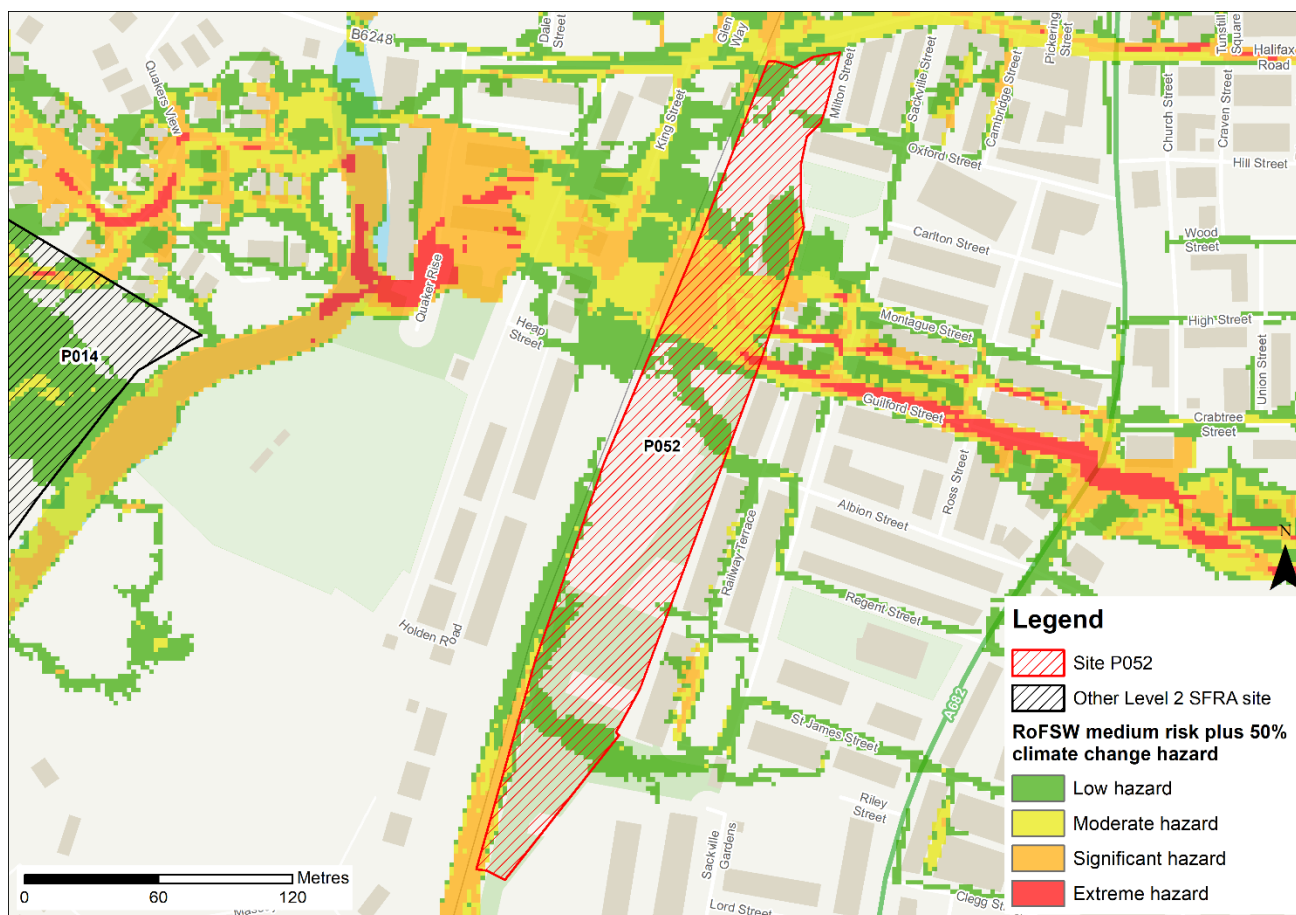 B6248
Dale
Street
Glen
Way
Pickering
Street
Tunstill
Square
Halifax
Road
Quakers View
King Street
Milton Street
Sackville Street
Cambridge Street
Church Street
Craven Street
Oxford Street
Hill Street
Carlton Street
Wood
Street
Quaker Rise
Heap
Street
Montague Street
High Street
Union Street
P014
Guilford Street
Crabtree
Street
P052
Ross Street
Albion Street
N
Railway Terrace
Regent Street
Holden Road
A682
St James Street
Riley
Street
Sackville
Gardens
Lord Street
Clegg St
Legend
Site P052
Other Level 2 SFRA site
RoFSW medium risk plus 50%
climate change hazard
Low hazard
Moderate hazard
Significant hazard
Extreme hazard
Metres
0 60 120